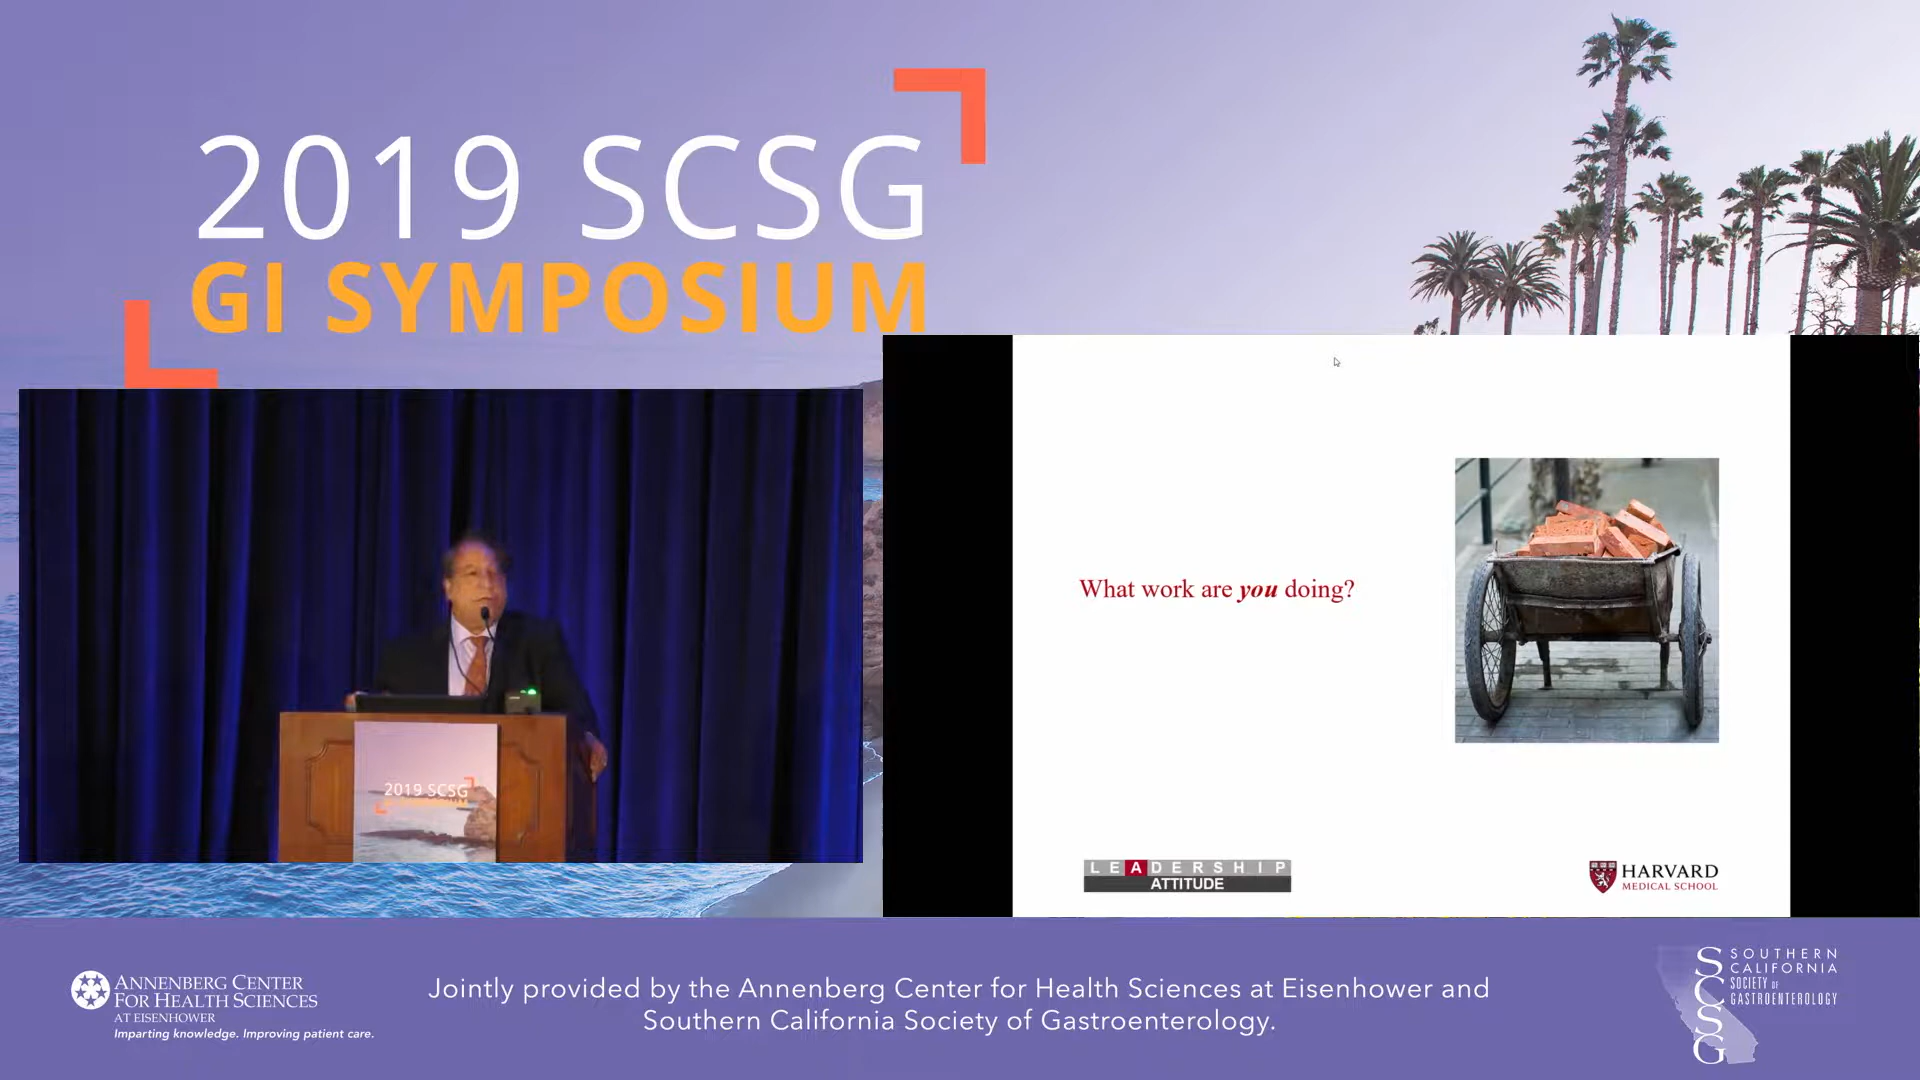 2019 SCSG
GI SYMPOSIUM
2019 SCSG
What work are you doing?
LEADERSHIP
ATTITUDE
HARVARD
MEDICAL SCHOOL
ANNENBERG CENTER
FOR HEALTH SCIENCES
AT EISENHOWER
Imparting knowledge. Improving patient care.
Jointly provided by the Annenberg Center for Health Sciences at Eisenhower and
Southern California Society of Gastroenterology.
SCSG
SOUTHERN
CALIFORNIA
SOCIETY OF
GASTROENTEROLOGY